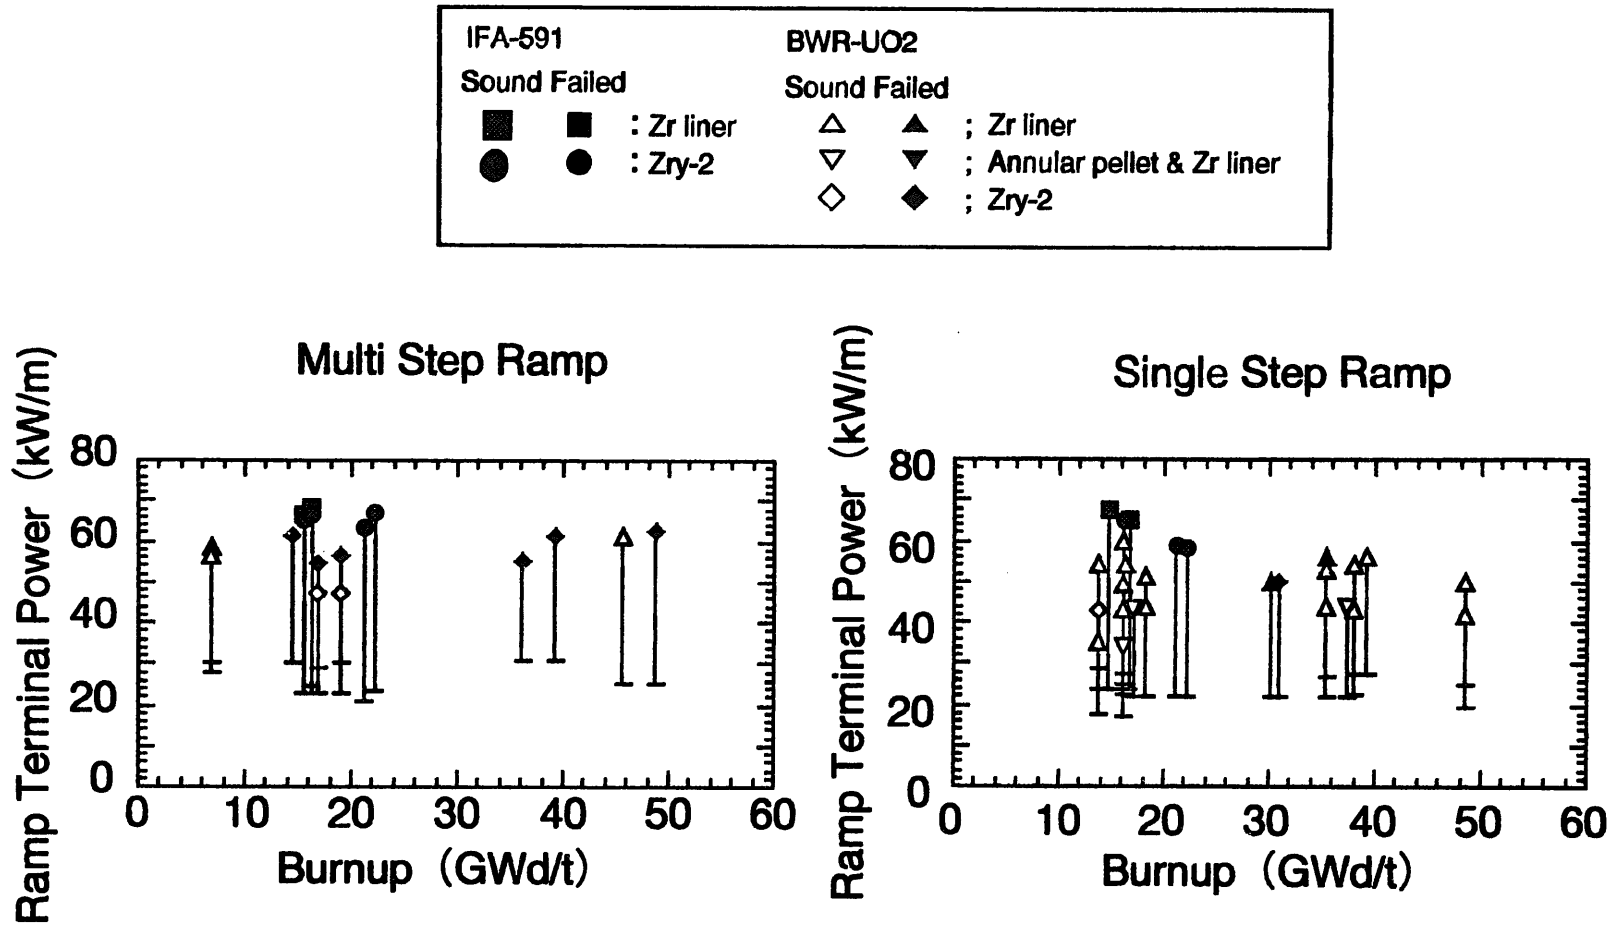 IFA-591 BWR-UO2
Sound Failed Sound Failed
: Zr liner ; Zr liner
: Zry-2 ; Annular pellet & Zr liner
; Zry-2
Multi Step Ramp
Ramp Terminal Power (kW/m)
80
60
40
20
0
0 10 20 30 40 50 60
Burnup (GWd/t)
Single Step Ramp
Ramp Terminal Power (kW/m)
80
60
40
20
0
0 10 20 30 40 50 60
Burnup (GWd/t)